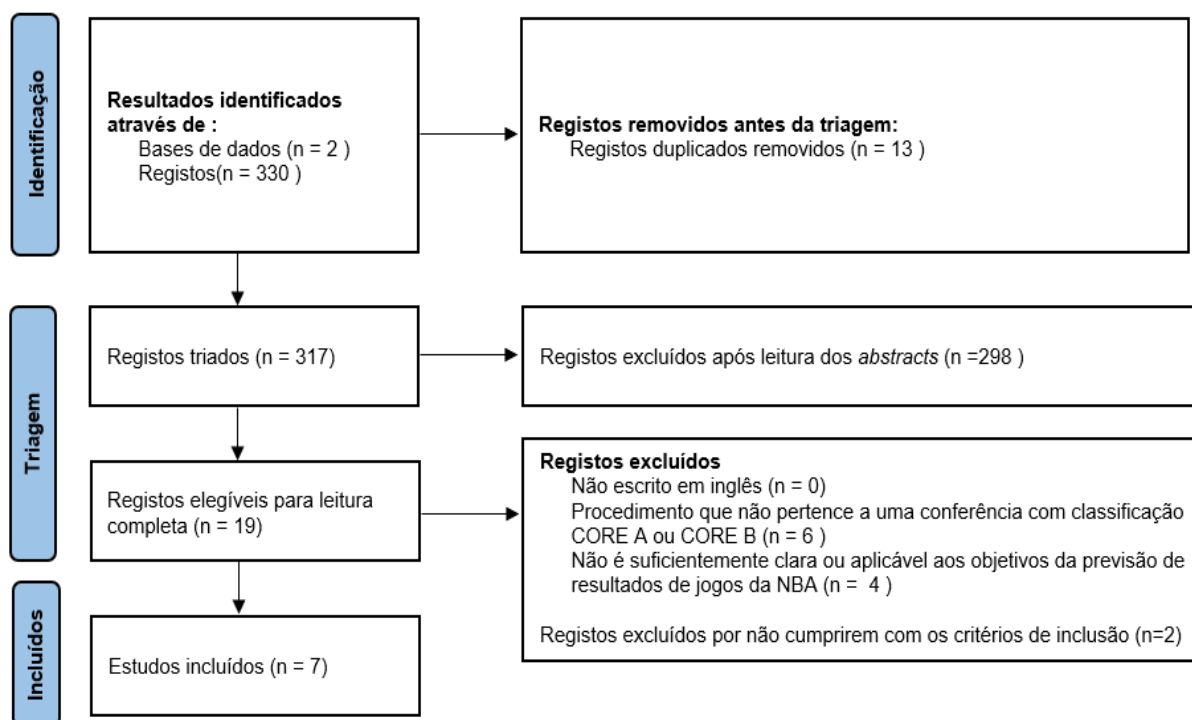 Identificação
Resultados identificados
através de :
Bases de dados (n = 2 )
Registos(n = 330 )
Registos removidos antes da triagem:
Registos duplicados removidos (n = 13 )
Triagem
Registos triados (n = 317)
Registos excluídos após leitura dos abstracts (n =298 )
Registos elegíveis para leitura
completa (n = 19)
Registos excluídos
Não escrito em inglês (n = 0)
Procedimento que não pertence a uma conferência com classificação
CORE A ou CORE B (n = 6 )
Não é suficientemente clara ou aplicável aos objetivos da previsão de
resultados de jogos da NBA (n =  4 )
Registos excluídos por não cumprirem com os critérios de inclusão (n=2)
Incluídos
Estudos incluídos (n = 7)